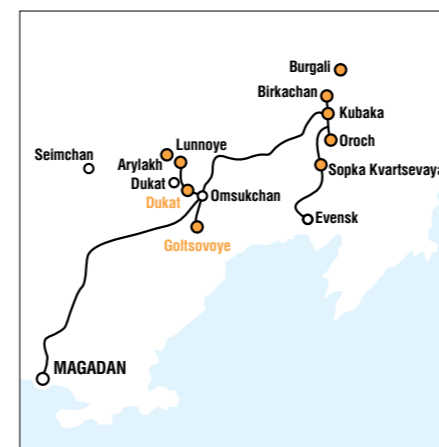 Burgali
Birkachan
Kubaka
Lunnoye
Oroch
Seimchan
Arylakh
Sopka Kvartsevaya
Dukat
Dukat
Omsukchan
Evensk
Goltsovoye
MAGADAN